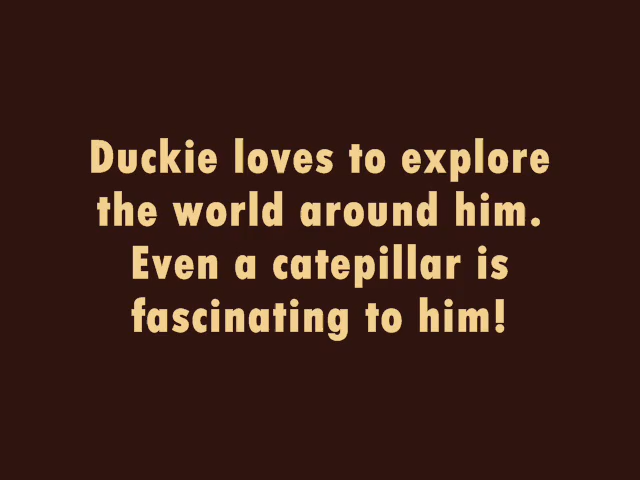 Duckie loves to explore
the world around him.
Even a catepillar is
fascinating to him!